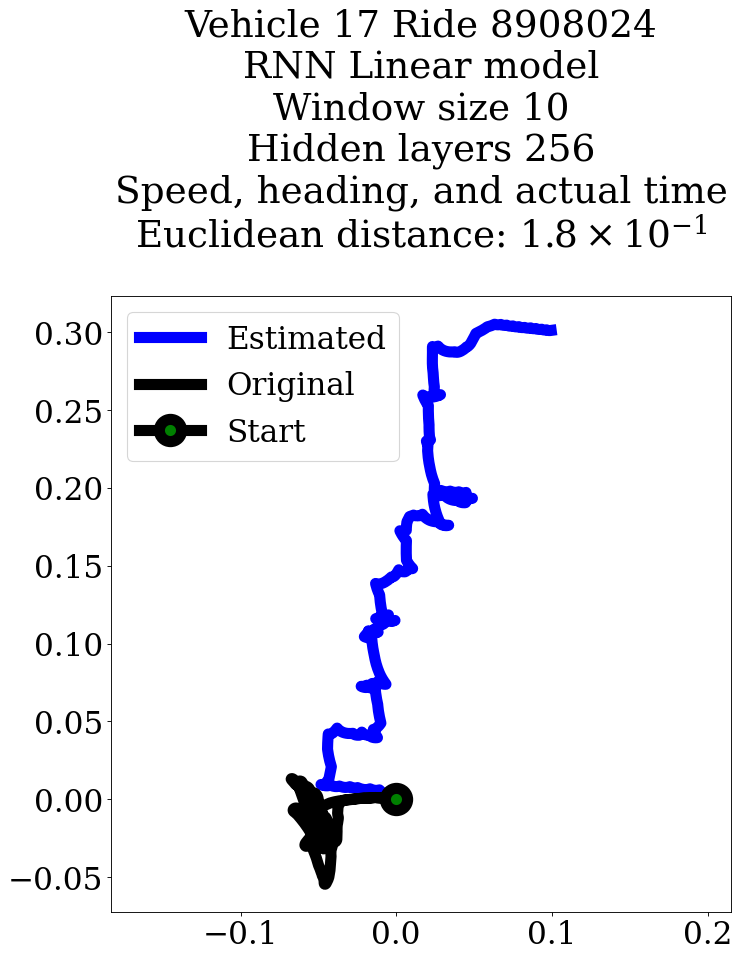 Vehicle 17 Ride 8908024
RNN Linear model
Window size 10
Hidden layers 256
Speed, heading, and actual time
Euclidean distance: 1.8 × 10⁻¹
Estimated
Original
Start
0.30
0.25
0.20
0.15
0.10
0.05
0.00
−0.05
−0.1 0.0 0.1 0.2